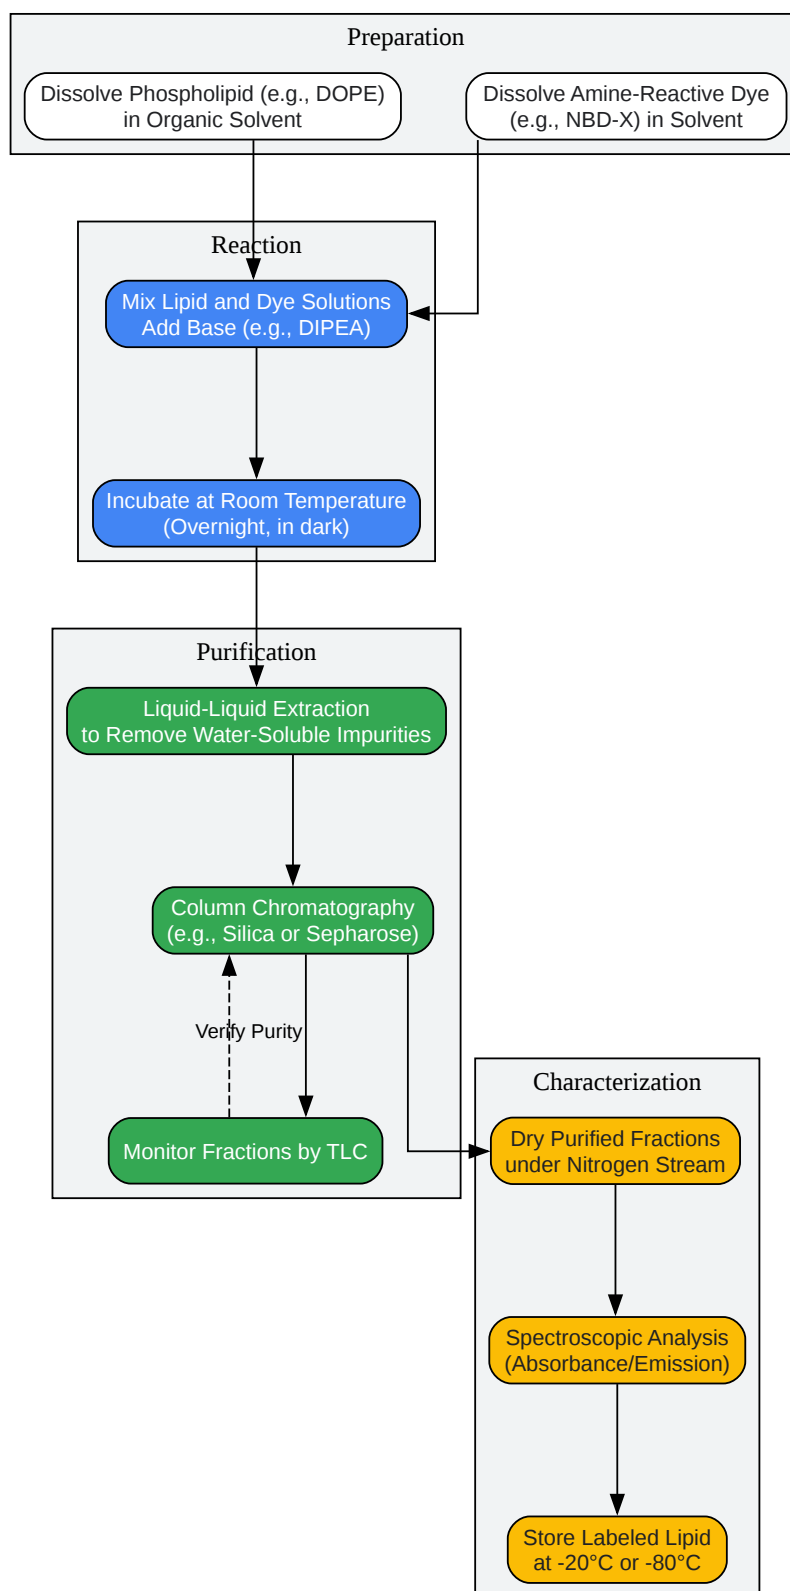 Preparation
Dissolve Phospholipid (e.g., DOPE)
in Organic Solvent
Dissolve Amine-Reactive Dye
(e.g., NBD-X) in Solvent
Reaction
Mix Lipid and Dye Solutions
Add Base (e.g., DIPEA)
Incubate at Room Temperature
(Overnight, in dark)
Purification
Liquid-Liquid Extraction
to Remove Water-Soluble Impurities
Column Chromatography
(e.g., Silica or Sepharose)
Verify Purity
Monitor Fractions by TLC
Characterization
Dry Purified Fractions
under Nitrogen Stream
Spectroscopic Analysis
(Absorbance/Emission)
Store Labeled Lipid
at -20°C or -80°C